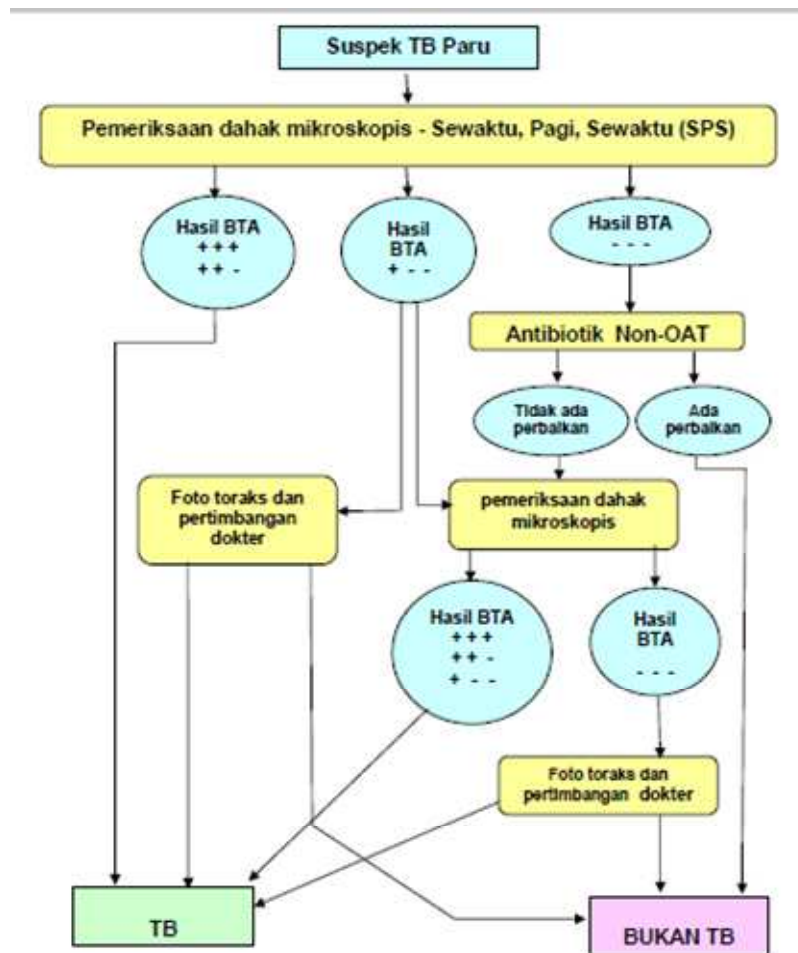 Suspek TB Paru
Pemeriksaan dahak mikroskopis - Sewaktu, Pagi, Sewaktu (SPS)
Hasil BTA
+ + +
+ + -
Hasil
BTA
+ - -
Hasil BTA
- - -
Antibiotik Non-OAT
Tidak ada
perbaikan
Ada
perbaikan
Foto toraks dan
pertimbangan
dokter
pemeriksaan dahak
mikroskopis
Hasil BTA
+ + +
+ + -
+ - -
Hasil
BTA
- - -
Foto toraks dan
pertimbangan dokter
TB
BUKAN TB